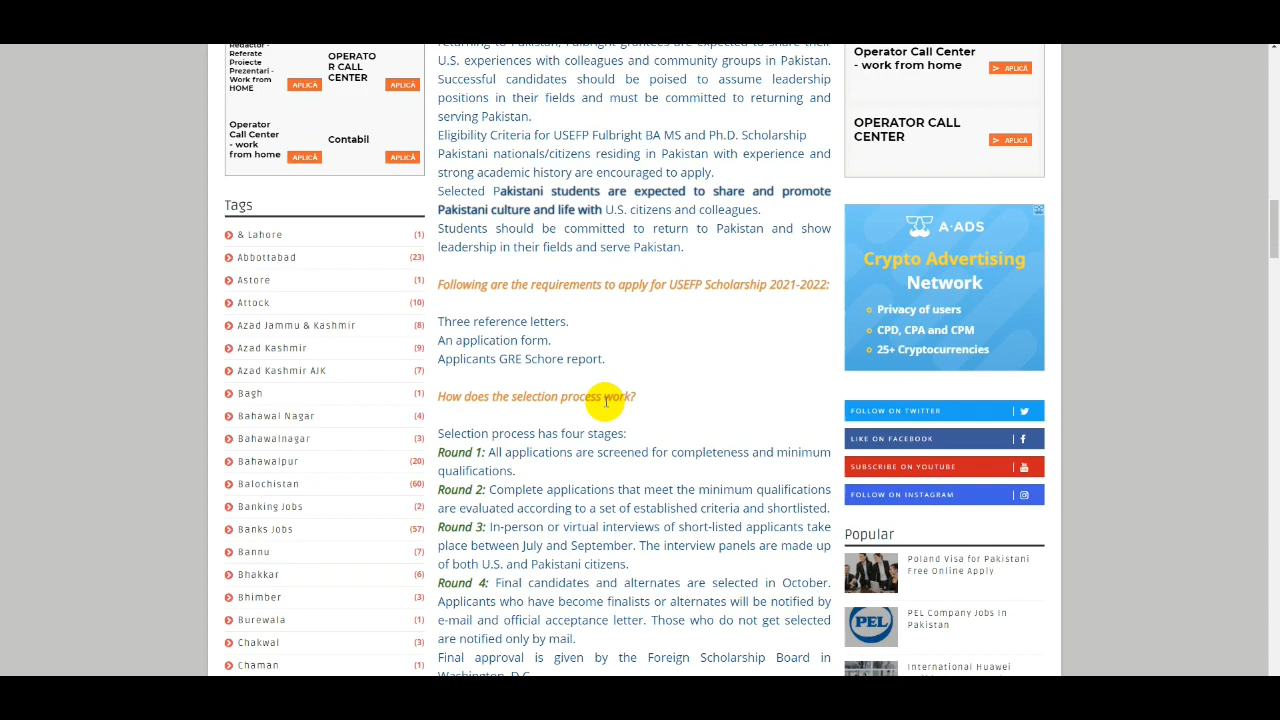 Redactor -
Referate
Proiecte
Prezentari -
Work from
HOME
APLICĂ
OPERATO
R CALL
CENTER
APLICĂ
Operator
Call Center
- work
from home
APLICĂ
Contabil
APLICĂ
Tags
& Lahore (1)
Abbottabad (23)
Astore (1)
Attock (10)
Azad Jammu & Kashmir (8)
Azad Kashmir (9)
Azad Kashmir AJK (7)
Bagh (1)
Bahawal Nagar (4)
Bahawalnagar (3)
Bahawalpur (20)
Balochistan (60)
Banking Jobs (2)
Banks Jobs (57)
Bannu (7)
Bhakkar (6)
Bhimber (3)
Burewala (1)
Chakwal (3)
Chaman (1)
returning to Pakistan, Fulbright grantees are expected to share their
U.S. experiences with colleagues and community groups in Pakistan.
Successful candidates should be poised to assume leadership
positions in their fields and must be committed to returning and
serving Pakistan.
Eligibility Criteria for USEFP Fulbright BA MS and Ph.D. Scholarship
Pakistani nationals/citizens residing in Pakistan with experience and
strong academic history are encouraged to apply.
Selected Pakistani students are expected to share and promote
Pakistani culture and life with U.S. citizens and colleagues.
Students should be committed to return to Pakistan and show
leadership in their fields and serve Pakistan.
Following are the requirements to apply for USEFP Scholarship 2021-2022:
Three reference letters.
An application form.
Applicants GRE Schore report.
How does the selection process work?
Selection process has four stages:
Round 1: All applications are screened for completeness and minimum
qualifications.
Round 2: Complete applications that meet the minimum qualifications
are evaluated according to a set of established criteria and shortlisted.
Round 3: In-person or virtual interviews of short-listed applicants take
place between July and September. The interview panels are made up
of both U.S. and Pakistani citizens.
Round 4: Final candidates and alternates are selected in October.
Applicants who have become finalists or alternates will be notified by
e-mail and official acceptance letter. Those who do not get selected
are notified only by mail.
Final approval is given by the Foreign Scholarship Board in
Washington, D.C.
Operator Call Center
- work from home
APLICĂ
OPERATOR CALL
CENTER
APLICĂ
A-ADS
Crypto Advertising
Network
Privacy of users
CPD, CPA and CPM
25+ Cryptocurrencies
FOLLOW ON TWITTER
LIKE ON FACEBOOK
SUBSCRIBE ON YOUTUBE
FOLLOW ON INSTAGRAM
Popular
Poland Visa for Pakistani
Free Online Apply
PEL
PEL Company Jobs In
Pakistan
International Huawei